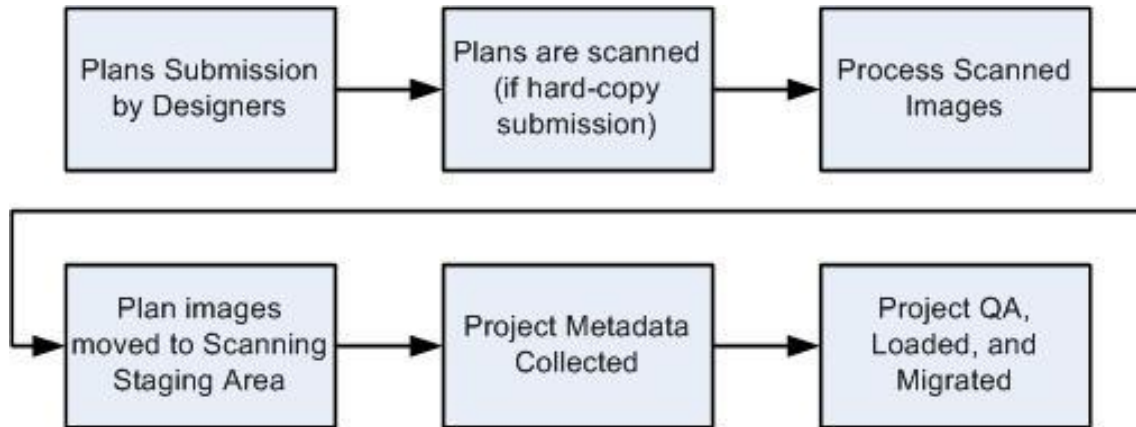 Plans Submission
by Designers
Plans are scanned
(if hard-copy
submission)
Process Scanned
Images
Plan images
moved to Scanning
Staging Area
Project Metadata
Collected
Project QA,
Loaded, and
Migrated